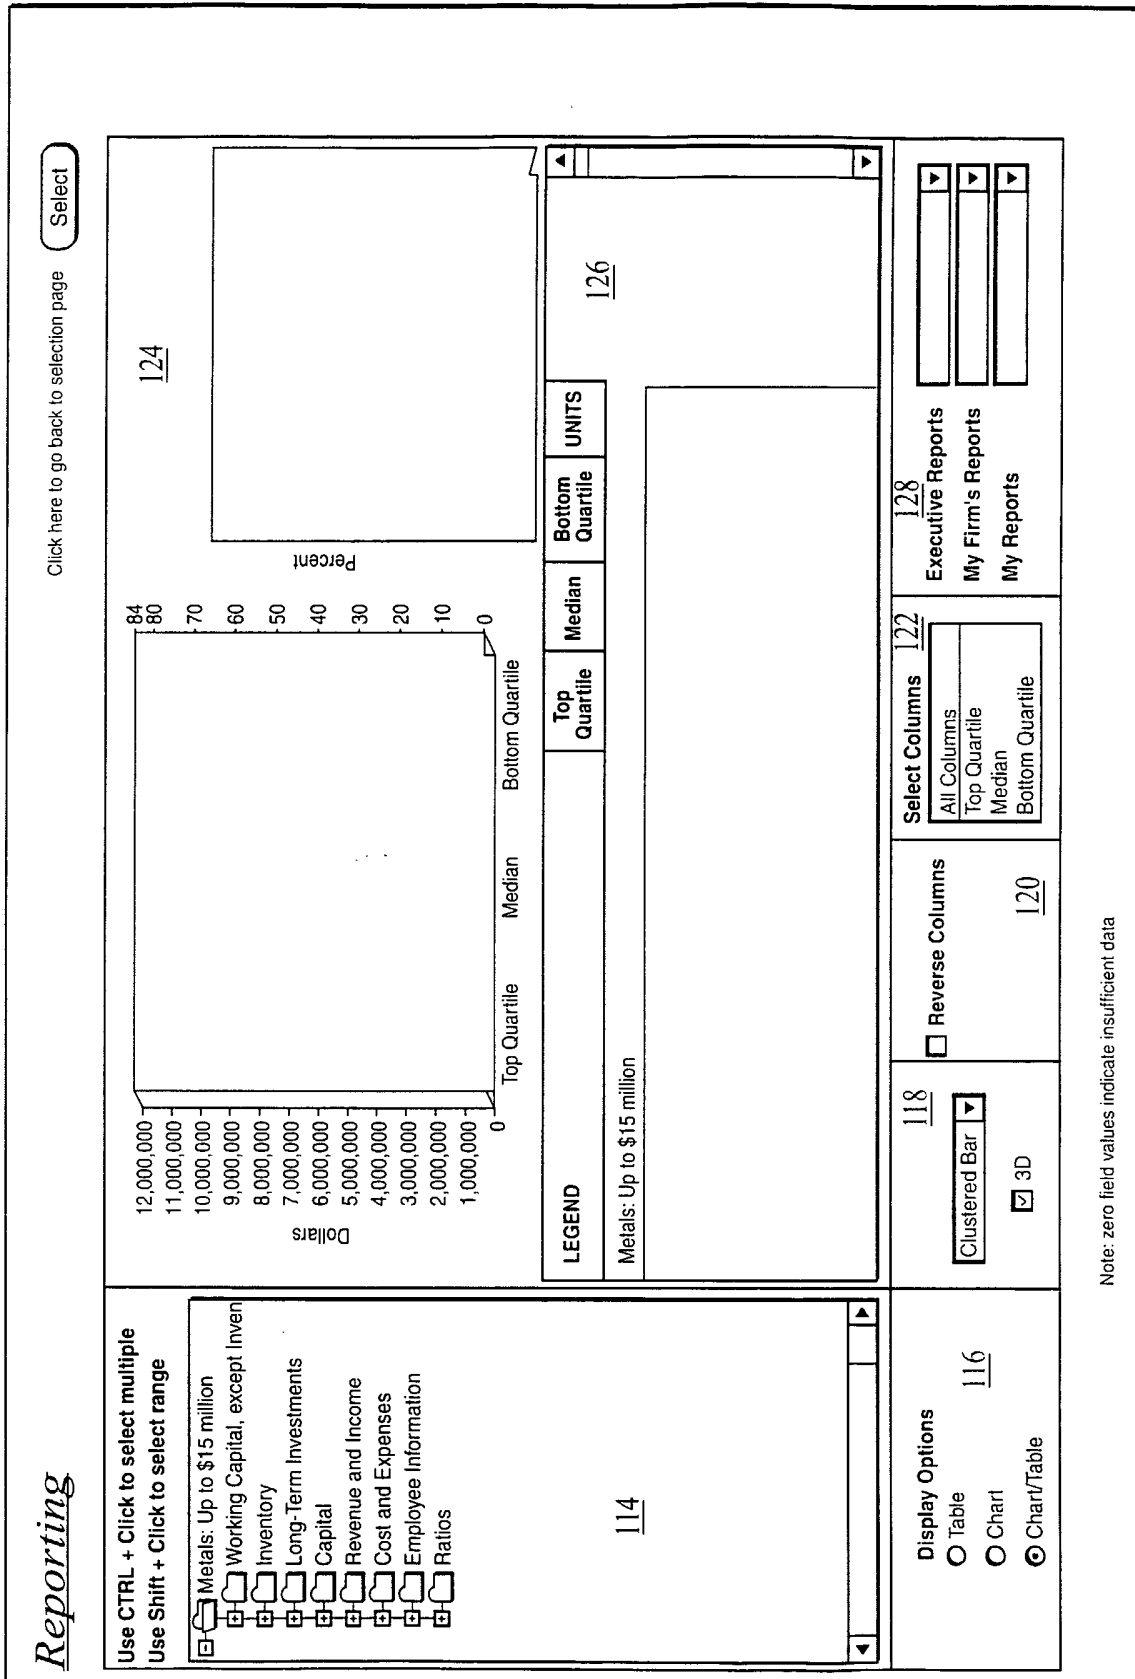 Reporting
Click here to go back to selection page
Select
Use CTRL + Click to select multiple
Use Shift + Click to select range
Metals: Up to $15 million
Working Capital, except Inven
Inventory
Long-Term Investments
Capital
Revenue and Income
Cost and Expenses
Employee Information
Ratios
114
Dollars
12,000,000
11,000,000
10,000,000
9,000,000
8,000,000
7,000,000
6,000,000
5,000,000
4,000,000
3,000,000
2,000,000
1,000,000
0
Top Quartile
Median
Bottom Quartile
84
80
70
60
50
40
30
20
10
0
Percent
124
LEGEND
Top
Quartile
Median
Bottom
Quartile
UNITS
126
Metals: Up to $15 million
Display Options
Table
Chart
Chart/Table
116
118
Clustered Bar
3D
Reverse Columns
120
Select Columns
122
All Columns
Top Quartile
Median
Bottom Quartile
128
Executive Reports
My Firm's Reports
My Reports
Note: zero field values indicate insufficient data